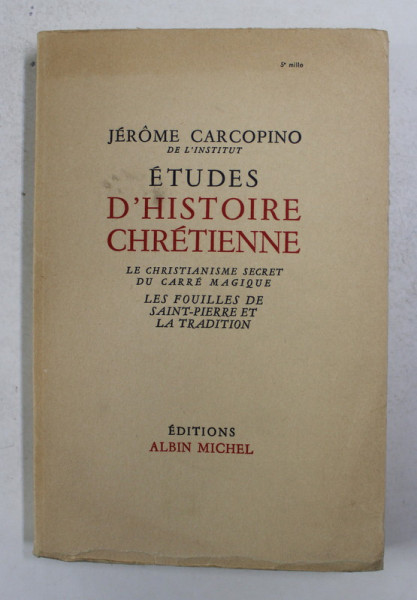 5e mille
JÉRÔME CARCOPINO
DE L'INSTITUT
ÉTUDES
D'HISTOIRE
CHRÉTIENNE
LE CHRISTIANISME SECRET
DU CARRÉ MAGIQUE
LES FOUILLES DE
SAINT-PIERRE ET
LA TRADITION
ÉDITIONS
ALBIN MICHEL